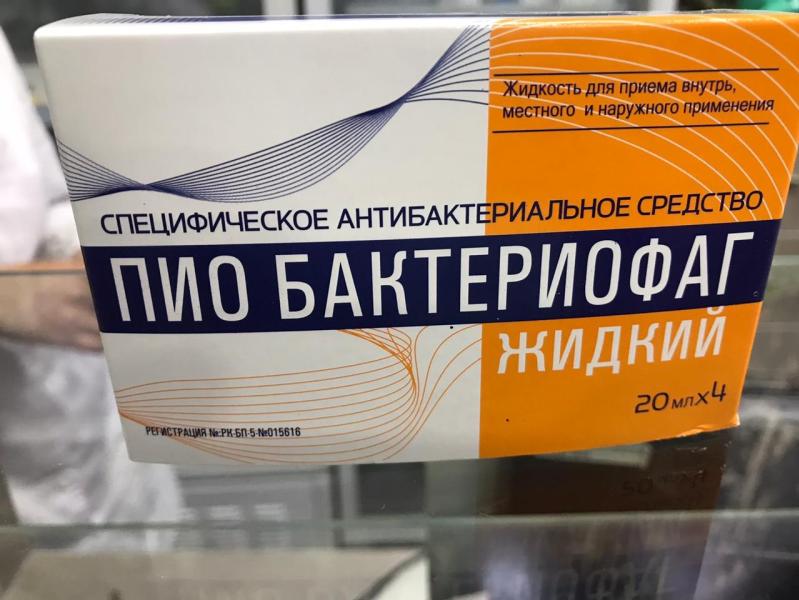 Жидкость для приема внутрь,
местного и наружного применения
СПЕЦИФИЧЕСКОЕ АНТИБАКТЕРИАЛЬНОЕ СРЕДСТВО
ПИО БАКТЕРИОФАГ
ЖИДКИЙ
20 мл x 4
РЕГИСТРАЦИЯ №:РК-БП-5-№015616